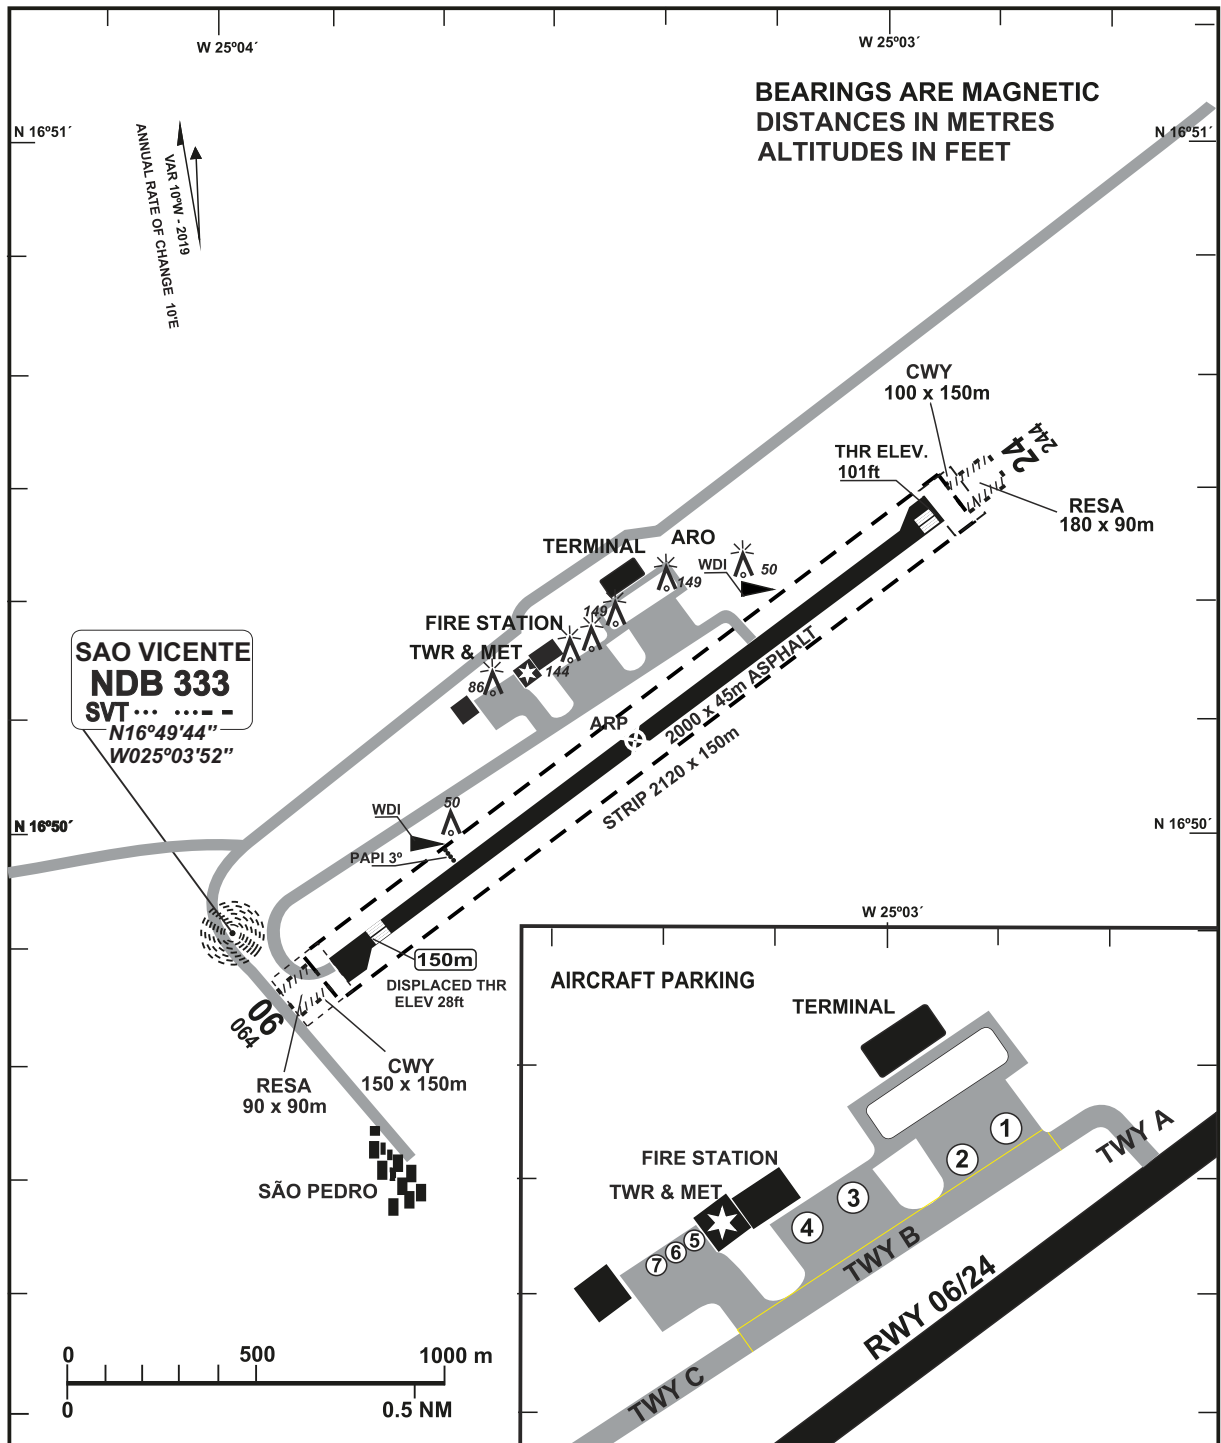 W 25º04´
W 25º03´
BEARINGS ARE MAGNETIC
DISTANCES IN METRES
ALTITUDES IN FEET
N 16º51´
N 16º51´
VAR 10ºW - 2019
ANNUAL RATE OF CHANGE 10'E
CWY
100 x 150m
24
244
THR ELEV.
101ft
RESA
180 x 90m
TERMINAL
ARO
WDI
50
149
149
FIRE STATION
TWR & MET
144
86
SAO VICENTE
NDB 333
SVT
N16º49'44"
W025º03'52"
ARP
2000 x 45m ASPHALT
STRIP 2120 x 150m
WDI
50
PAPI 3º
N 16º50´
N 16º50´
150m
DISPLACED THR
ELEV 28ft
06
064
CWY
150 x 150m
RESA
90 x 90m
SÃO PEDRO
0
500
1000 m
0
0.5 NM
W 25º03´
AIRCRAFT PARKING
TERMINAL
FIRE STATION
TWR & MET
1
2
3
4
5
6
7
TWY A
TWY B
TWY C
RWY 06/24